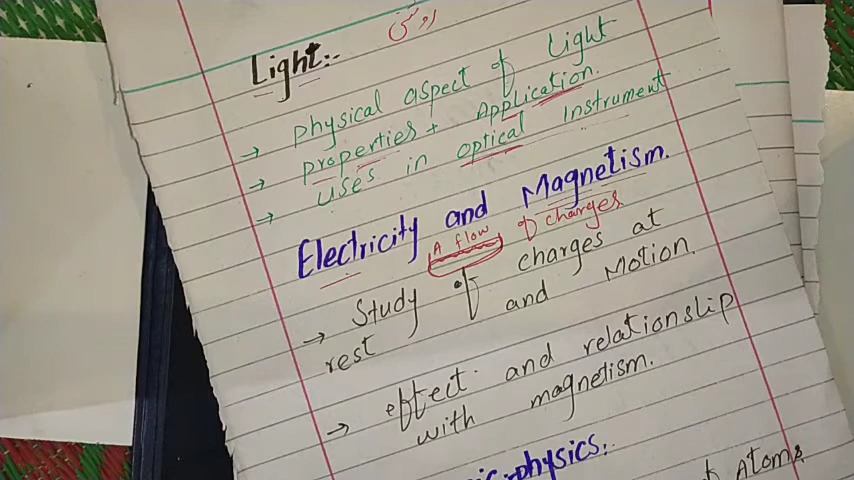 روشنی
Light:-
→ physical aspect of Light
→ properties + Application.
→ uses in optical Instrument
Electricity and Magnetism.
A flow of charges
→ Study of charges at
rest and Motion.
→ effect and relationship
with magnetism.
physics:
Atoms